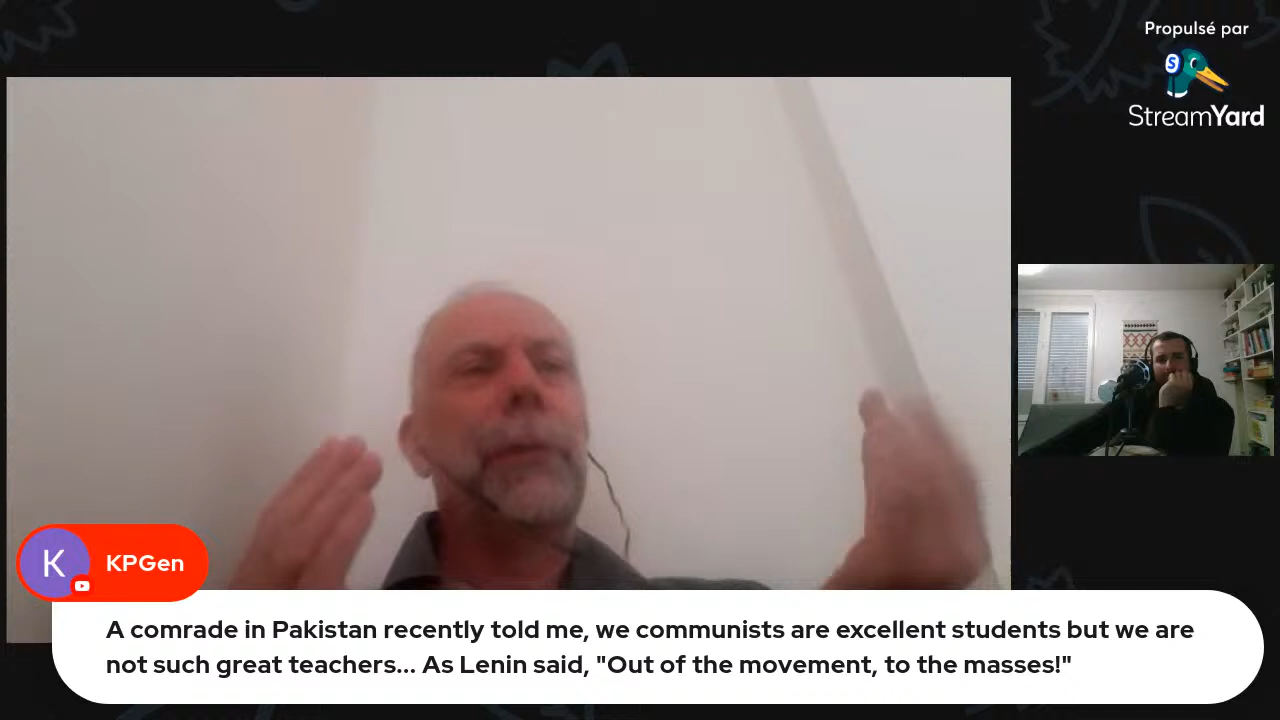 Propulsé par
S
StreamYard
K
KPGen
A comrade in Pakistan recently told me, we communists are excellent students but we are
not such great teachers... As Lenin said, "Out of the movement, to the masses!"